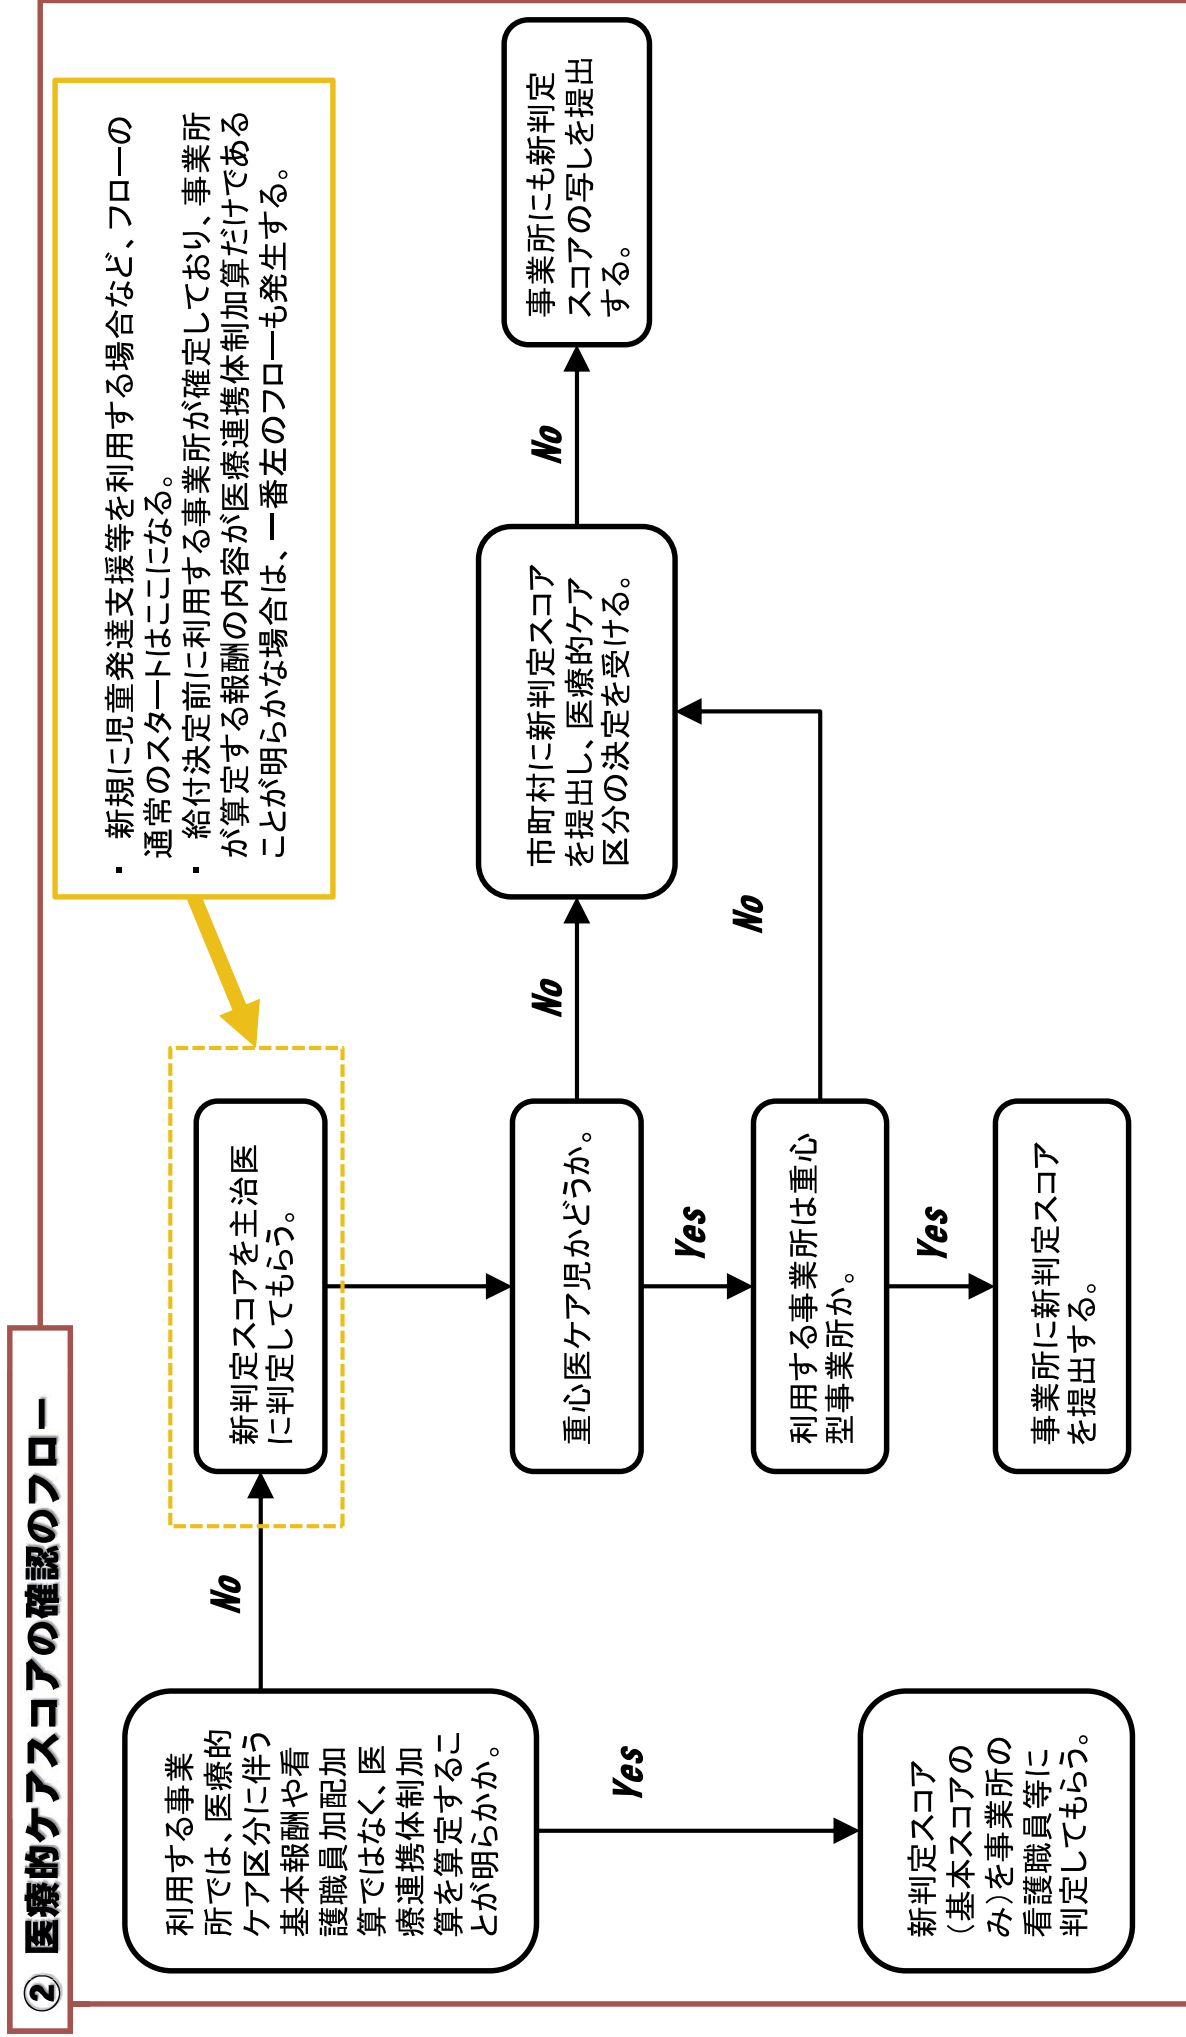 ② 医療的ケアスコアの確認のフロー
・ 新規に児童発達支援等を利用する場合など、フローの
通常のスタートはここになる。
・ 給付決定前に利用する事業所が確定しており、事業所
が算定する報酬の内容が医療連携体制加算だけである
ことが明らかな場合は、一番左のフローも発生する。
利用する事業
所では、医療的
ケア区分に伴う
基本報酬や看
護職員加配加
算ではなく、医
療連携体制加
算を算定するこ
とが明らかか。
No
新判定スコアを主治医
に判定してもらう。
Yes
新判定スコア
（基本スコアの
み）を事業所の
看護職員等に
判定してもらう。
重心医ケア児かどうか。
No
市町村に新判定スコア
を提出し、医療的ケア
区分の決定を受ける。
No
事業所にも新判定
スコアの写しを提出
する。
Yes
利用する事業所は重心
型事業所か。
No
Yes
事業所に新判定スコア
を提出する。